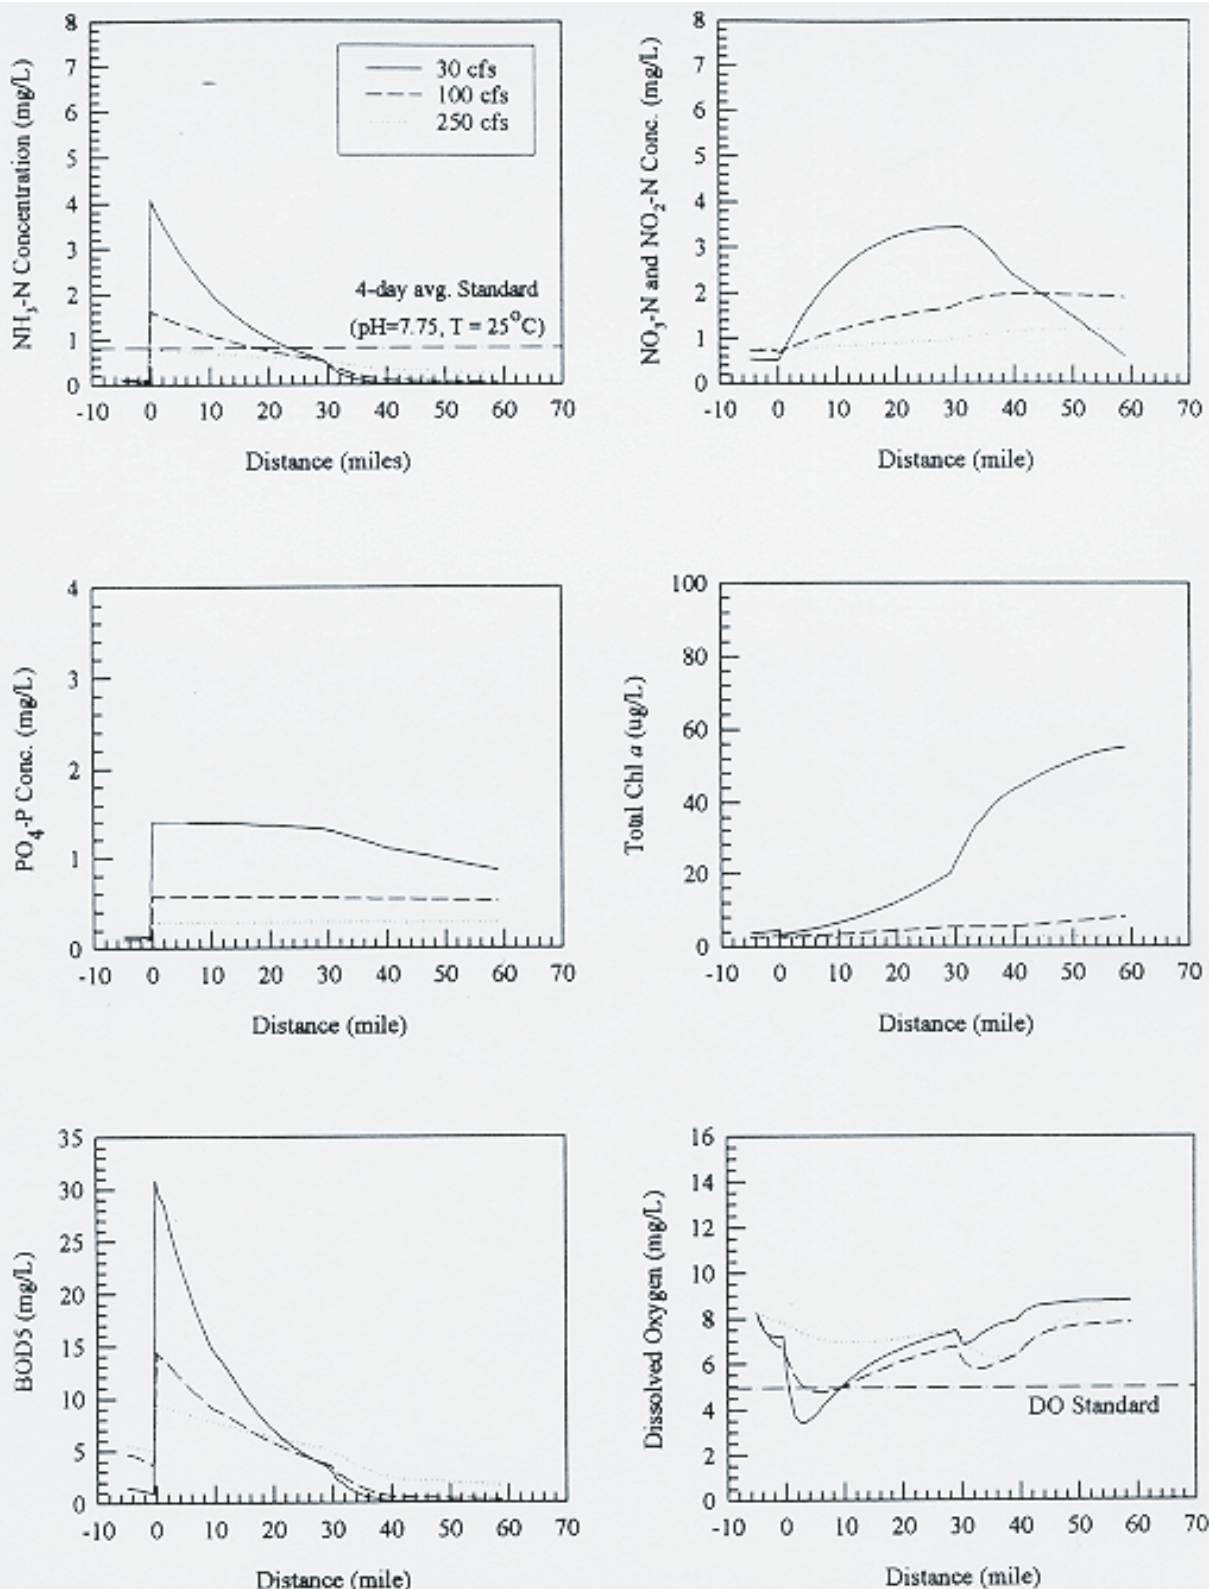 NH3-N Concentration (mg/L)
8
7
6
5
4
3
2
1
0
30 cfs
100 cfs
250 cfs
4-day avg. Standard
(pH=7.75, T = 25°C)
-10 0 10 20 30 40 50 60 70
Distance (miles)
NO3-N and NO2-N Conc. (mg/L)
8
7
6
5
4
3
2
1
0
-10 0 10 20 30 40 50 60 70
Distance (mile)
PO4-P Conc. (mg/L)
4
3
2
1
0
-10 0 10 20 30 40 50 60 70
Distance (mile)
Total Chl a (ug/L)
100
80
60
40
20
0
-10 0 10 20 30 40 50 60 70
Distance (mile)
BOD5 (mg/L)
35
30
25
20
15
10
5
0
-10 0 10 20 30 40 50 60 70
Distance (mile)
Dissolved Oxygen (mg/L)
16
14
12
10
8
6
4
2
0
DO Standard
-10 0 10 20 30 40 50 60 70
Distance (mile)